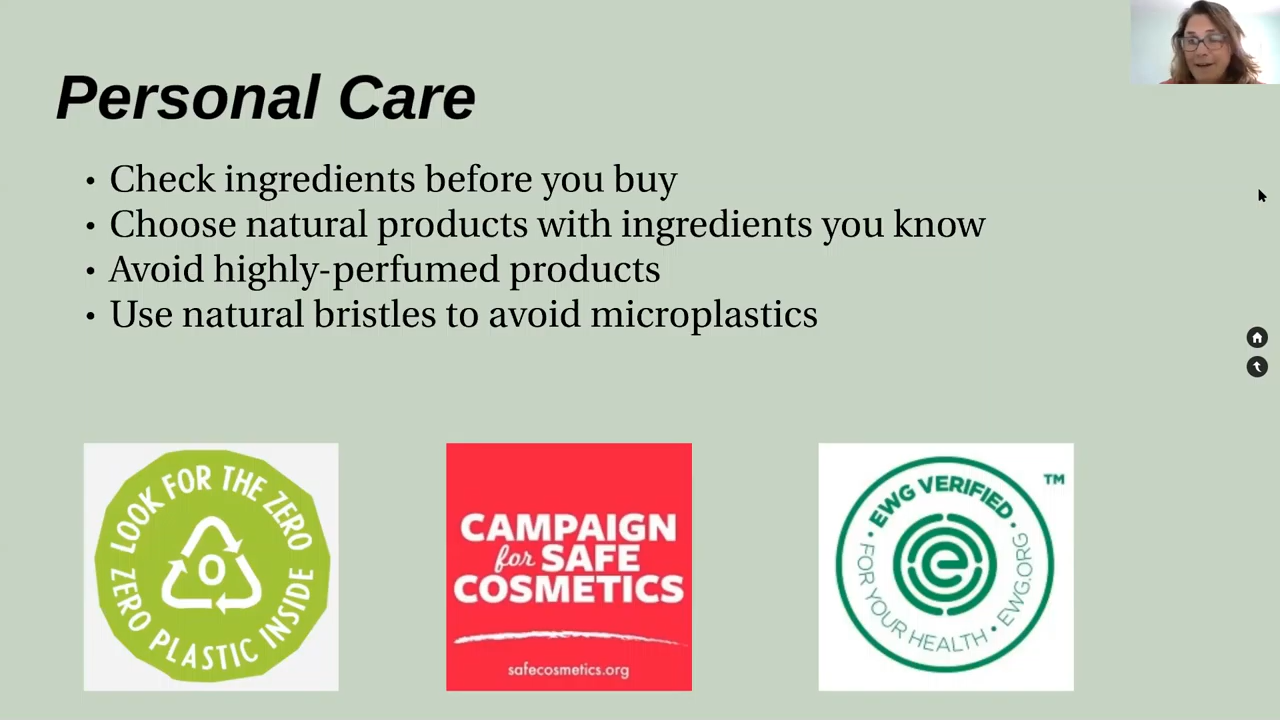 Personal Care
• Check ingredients before you buy
• Choose natural products with ingredients you know
• Avoid highly-perfumed products
• Use natural bristles to avoid microplastics
LOOK FOR THE ZERO
0
ZERO PLASTIC INSIDE
CAMPAIGN
for SAFE
COSMETICS
safecosmetics.org
TM
• EWG VERIFIED •
e
FOR YOUR HEALTH • EWG.ORG